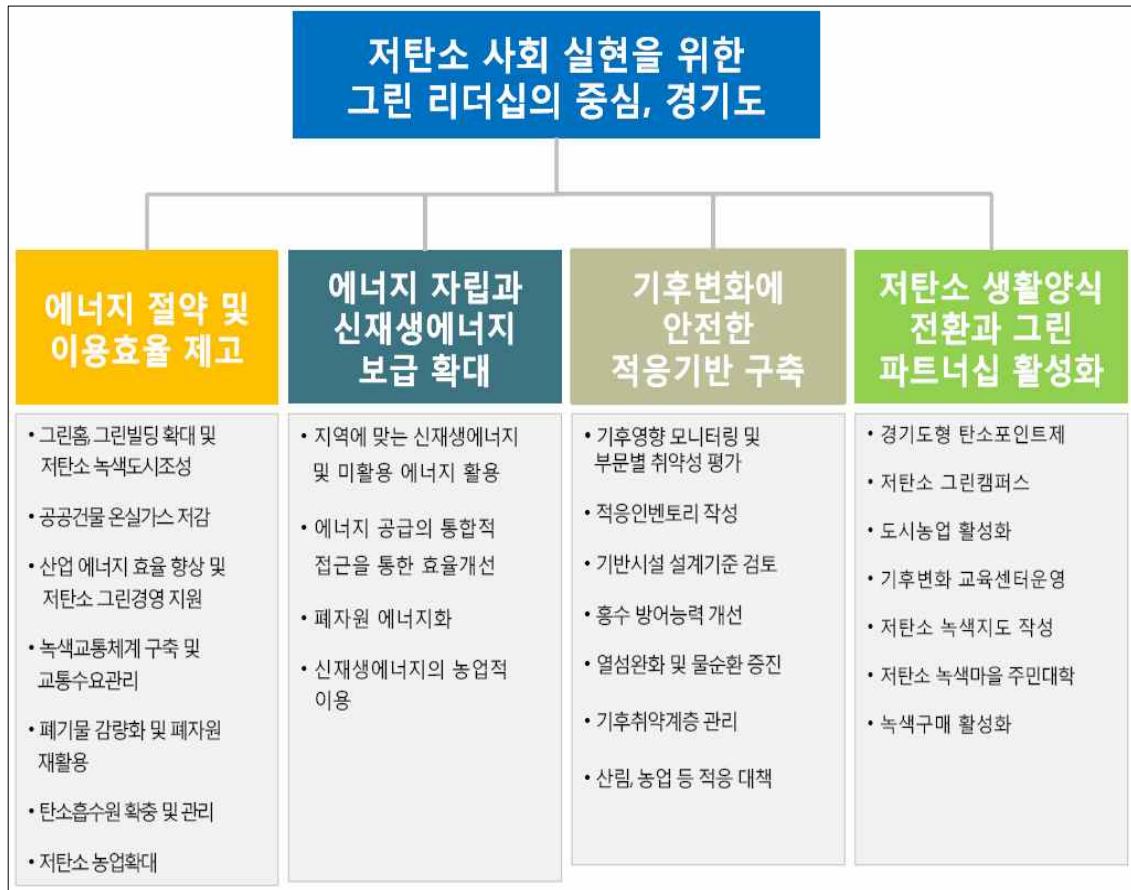 저탄소 사회 실현을 위한
그린 리더십의 중심, 경기도
에너지 절약 및
이용효율 제고
• 그린홈, 그린빌딩 확대 및
저탄소 녹색도시조성
• 공공건물 온실가스 저감
• 산업 에너지 효율 향상 및
저탄소 그린경영 지원
• 녹색교통체계 구축 및
교통수요관리
• 폐기물 감량화 및 폐자원
재활용
• 탄소흡수원 확충 및 관리
• 저탄소 농업확대
에너지 자립과
신재생에너지
보급 확대
• 지역에 맞는 신재생에너지
및 미활용 에너지 활용
• 에너지 공급의 통합적
접근을 통한 효율개선
• 폐자원 에너지화
• 신재생에너지의 농업적
이용
기후변화에
안전한
적응기반 구축
• 기후영향 모니터링 및
부문별 취약성 평가
• 적응인벤토리 작성
• 기반시설 설계기준 검토
• 홍수 방어능력 개선
• 열섬완화 및 물순환 증진
• 기후취약계층 관리
• 산림, 농업 등 적응 대책
저탄소 생활양식
전환과 그린
파트너십 활성화
• 경기도형 탄소포인트제
• 저탄소 그린캠퍼스
• 도시농업 활성화
• 기후변화 교육센터운영
• 저탄소 녹색지도 작성
• 저탄소 녹색마을 주민대학
• 녹색구매 활성화